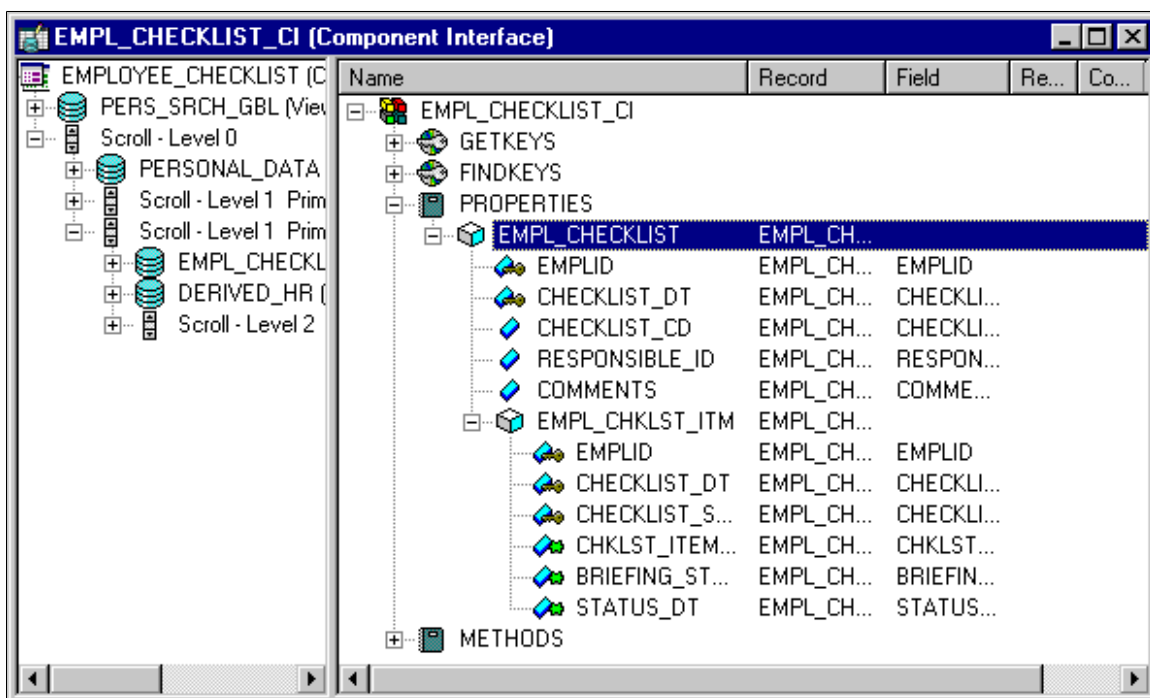 EMPL_CHECKLIST_CI (Component Interface)
EMPLOYEE_CHECKLIST (C
PERS_SRCH_GBL (Viev
Scroll - Level 0
PERSONAL_DATA
Scroll - Level 1 Prim
Scroll - Level 1 Prim
EMPL_CHECKL
DERIVED_HR (
Scroll - Level 2
Name Record Field Re... Co...
EMPL_CHECKLIST_CI
GETKEYS
FINDKEYS
PROPERTIES
EMPL_CHECKLIST EMPL_CH...
EMPLID EMPL_CH... EMPLID
CHECKLIST_DT EMPL_CH... CHECKLI...
CHECKLIST_CD EMPL_CH... CHECKLI...
RESPONSIBLE_ID EMPL_CH... RESPON...
COMMENTS EMPL_CH... COMME...
EMPL_CHKLST_ITM EMPL_CH...
EMPLID EMPL_CH... EMPLID
CHECKLIST_DT EMPL_CH... CHECKLI...
CHECKLIST_S... EMPL_CH... CHECKLI...
CHKLST_ITEM... EMPL_CH... CHKLST...
BRIEFING_ST... EMPL_CH... BRIEFIN...
STATUS_DT EMPL_CH... STATUS...
METHODS